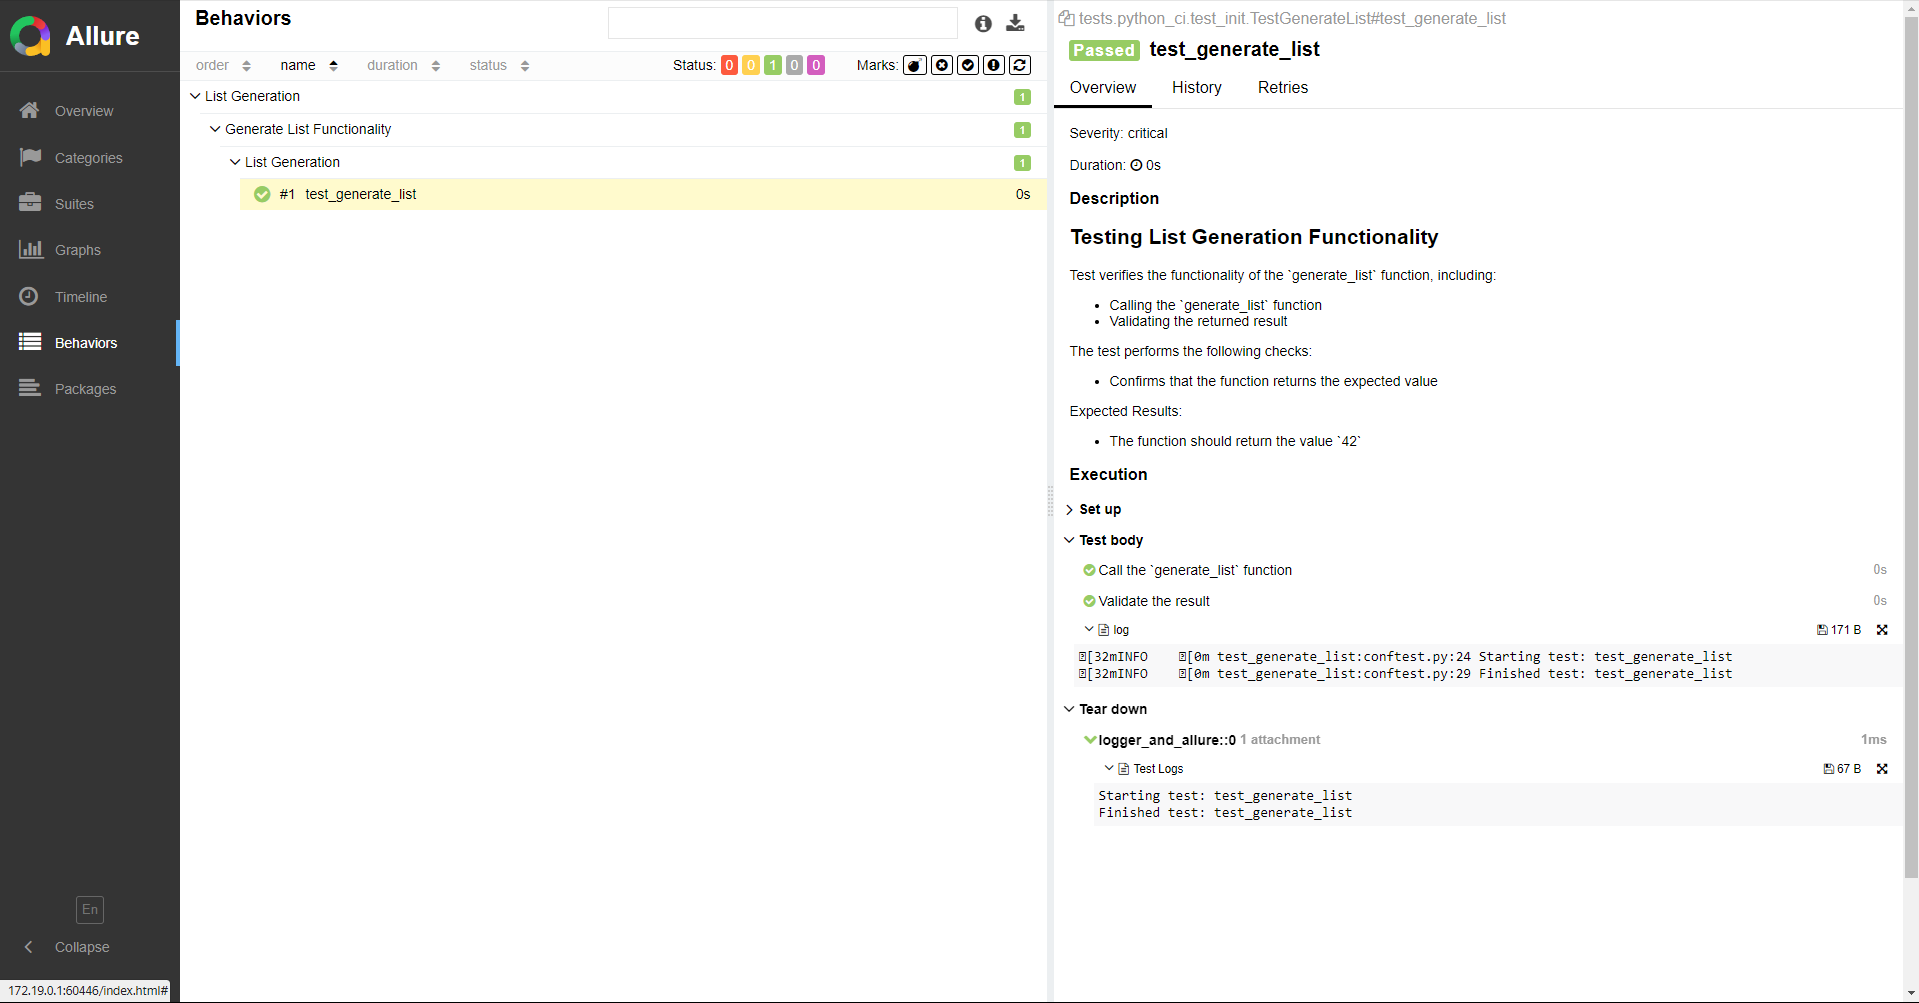 Allure
Overview
Categories
Suites
Graphs
Timeline
Behaviors
Packages
En
Collapse
172.19.0.1:60446/index.html#
Behaviors
order name duration status Status: 0 0 1 0 0 Marks:
List Generation 1
Generate List Functionality 1
List Generation 1
#1 test_generate_list 0s
tests.python_ci.test_init.TestGenerateList#test_generate_list
Passed test_generate_list
Overview History Retries
Severity: critical
Duration: 0s
Description
Testing List Generation Functionality
Test verifies the functionality of the `generate_list` function, including:
• Calling the `generate_list` function
• Validating the returned result
The test performs the following checks:
• Confirms that the function returns the expected value
Expected Results:
• The function should return the value `42`
Execution
Set up
Test body
Call the `generate_list` function 0s
Validate the result 0s
log 171 B
[32mINFO [0m test_generate_list:conftest.py:24 Starting test: test_generate_list
[32mINFO [0m test_generate_list:conftest.py:29 Finished test: test_generate_list
Tear down
logger_and_allure::0 1 attachment 1ms
Test Logs 67 B
Starting test: test_generate_list
Finished test: test_generate_list